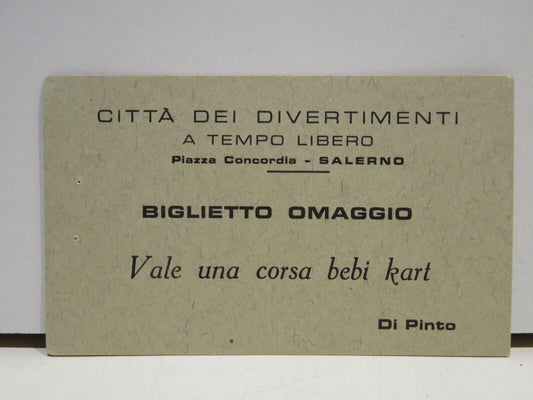 CITTÀ DEI DIVERTIMENTI
A TEMPO LIBERO
Piazza Concordia - SALERNO
BIGLIETTO OMAGGIO
Vale una corsa bebi kart
Di Pinto